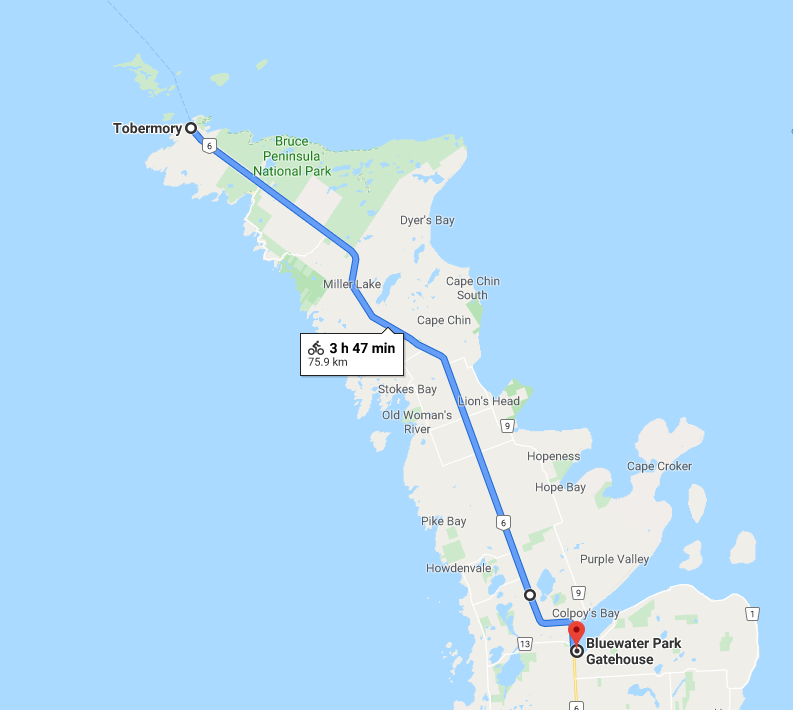 Tobermory
6
Bruce
Peninsula
National Park
Dyer's Bay
Miller Lake
Cape Chin
South
Cape Chin
3 h 47 min
75.9 km
Stokes Bay
Lion's Head
Old Woman's
River
9
Hopeness
Cape Croker
Hope Bay
Pike Bay
6
Purple Valley
Howdenvale
9
Colpoy's Bay
1
13
Bluewater Park
Gatehouse
6